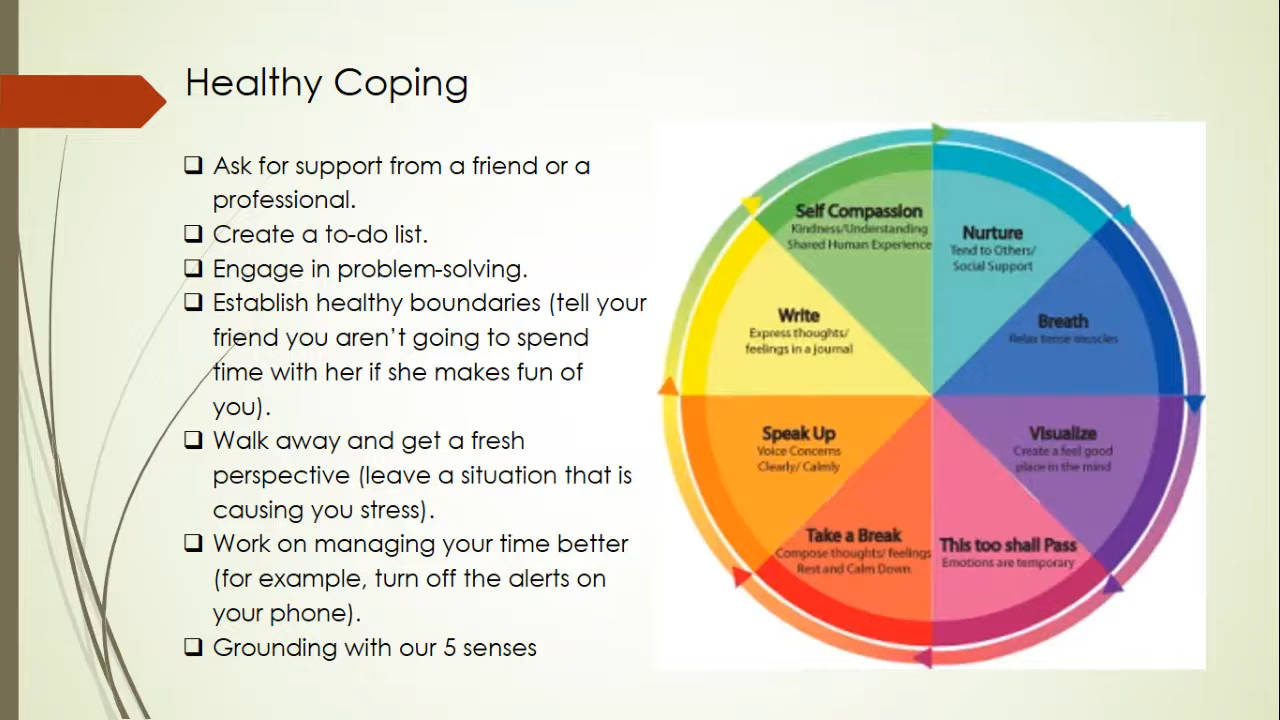 Healthy Coping
Ask for support from a friend or a
professional.
Create a to-do list.
Engage in problem-solving.
Establish healthy boundaries (tell your
friend you aren't going to spend
time with her if she makes fun of
you).
Walk away and get a fresh
perspective (leave a situation that is
causing you stress).
Work on managing your time better
(for example, turn off the alerts on
your phone).
Grounding with our 5 senses
Self Compassion
Kindness/Understanding
Shared Human Experience
Nurture
Tend to Others/
Social Support
Breath
Relax tense muscles
Visualize
Create a feel good
place in the mind
This too shall Pass
Emotions are temporary
Take a Break
Compose thoughts/ feelings
Rest and Calm Down
Speak Up
Voice Concerns
Clearly/ Calmly
Write
Express thoughts/
feelings in a journal